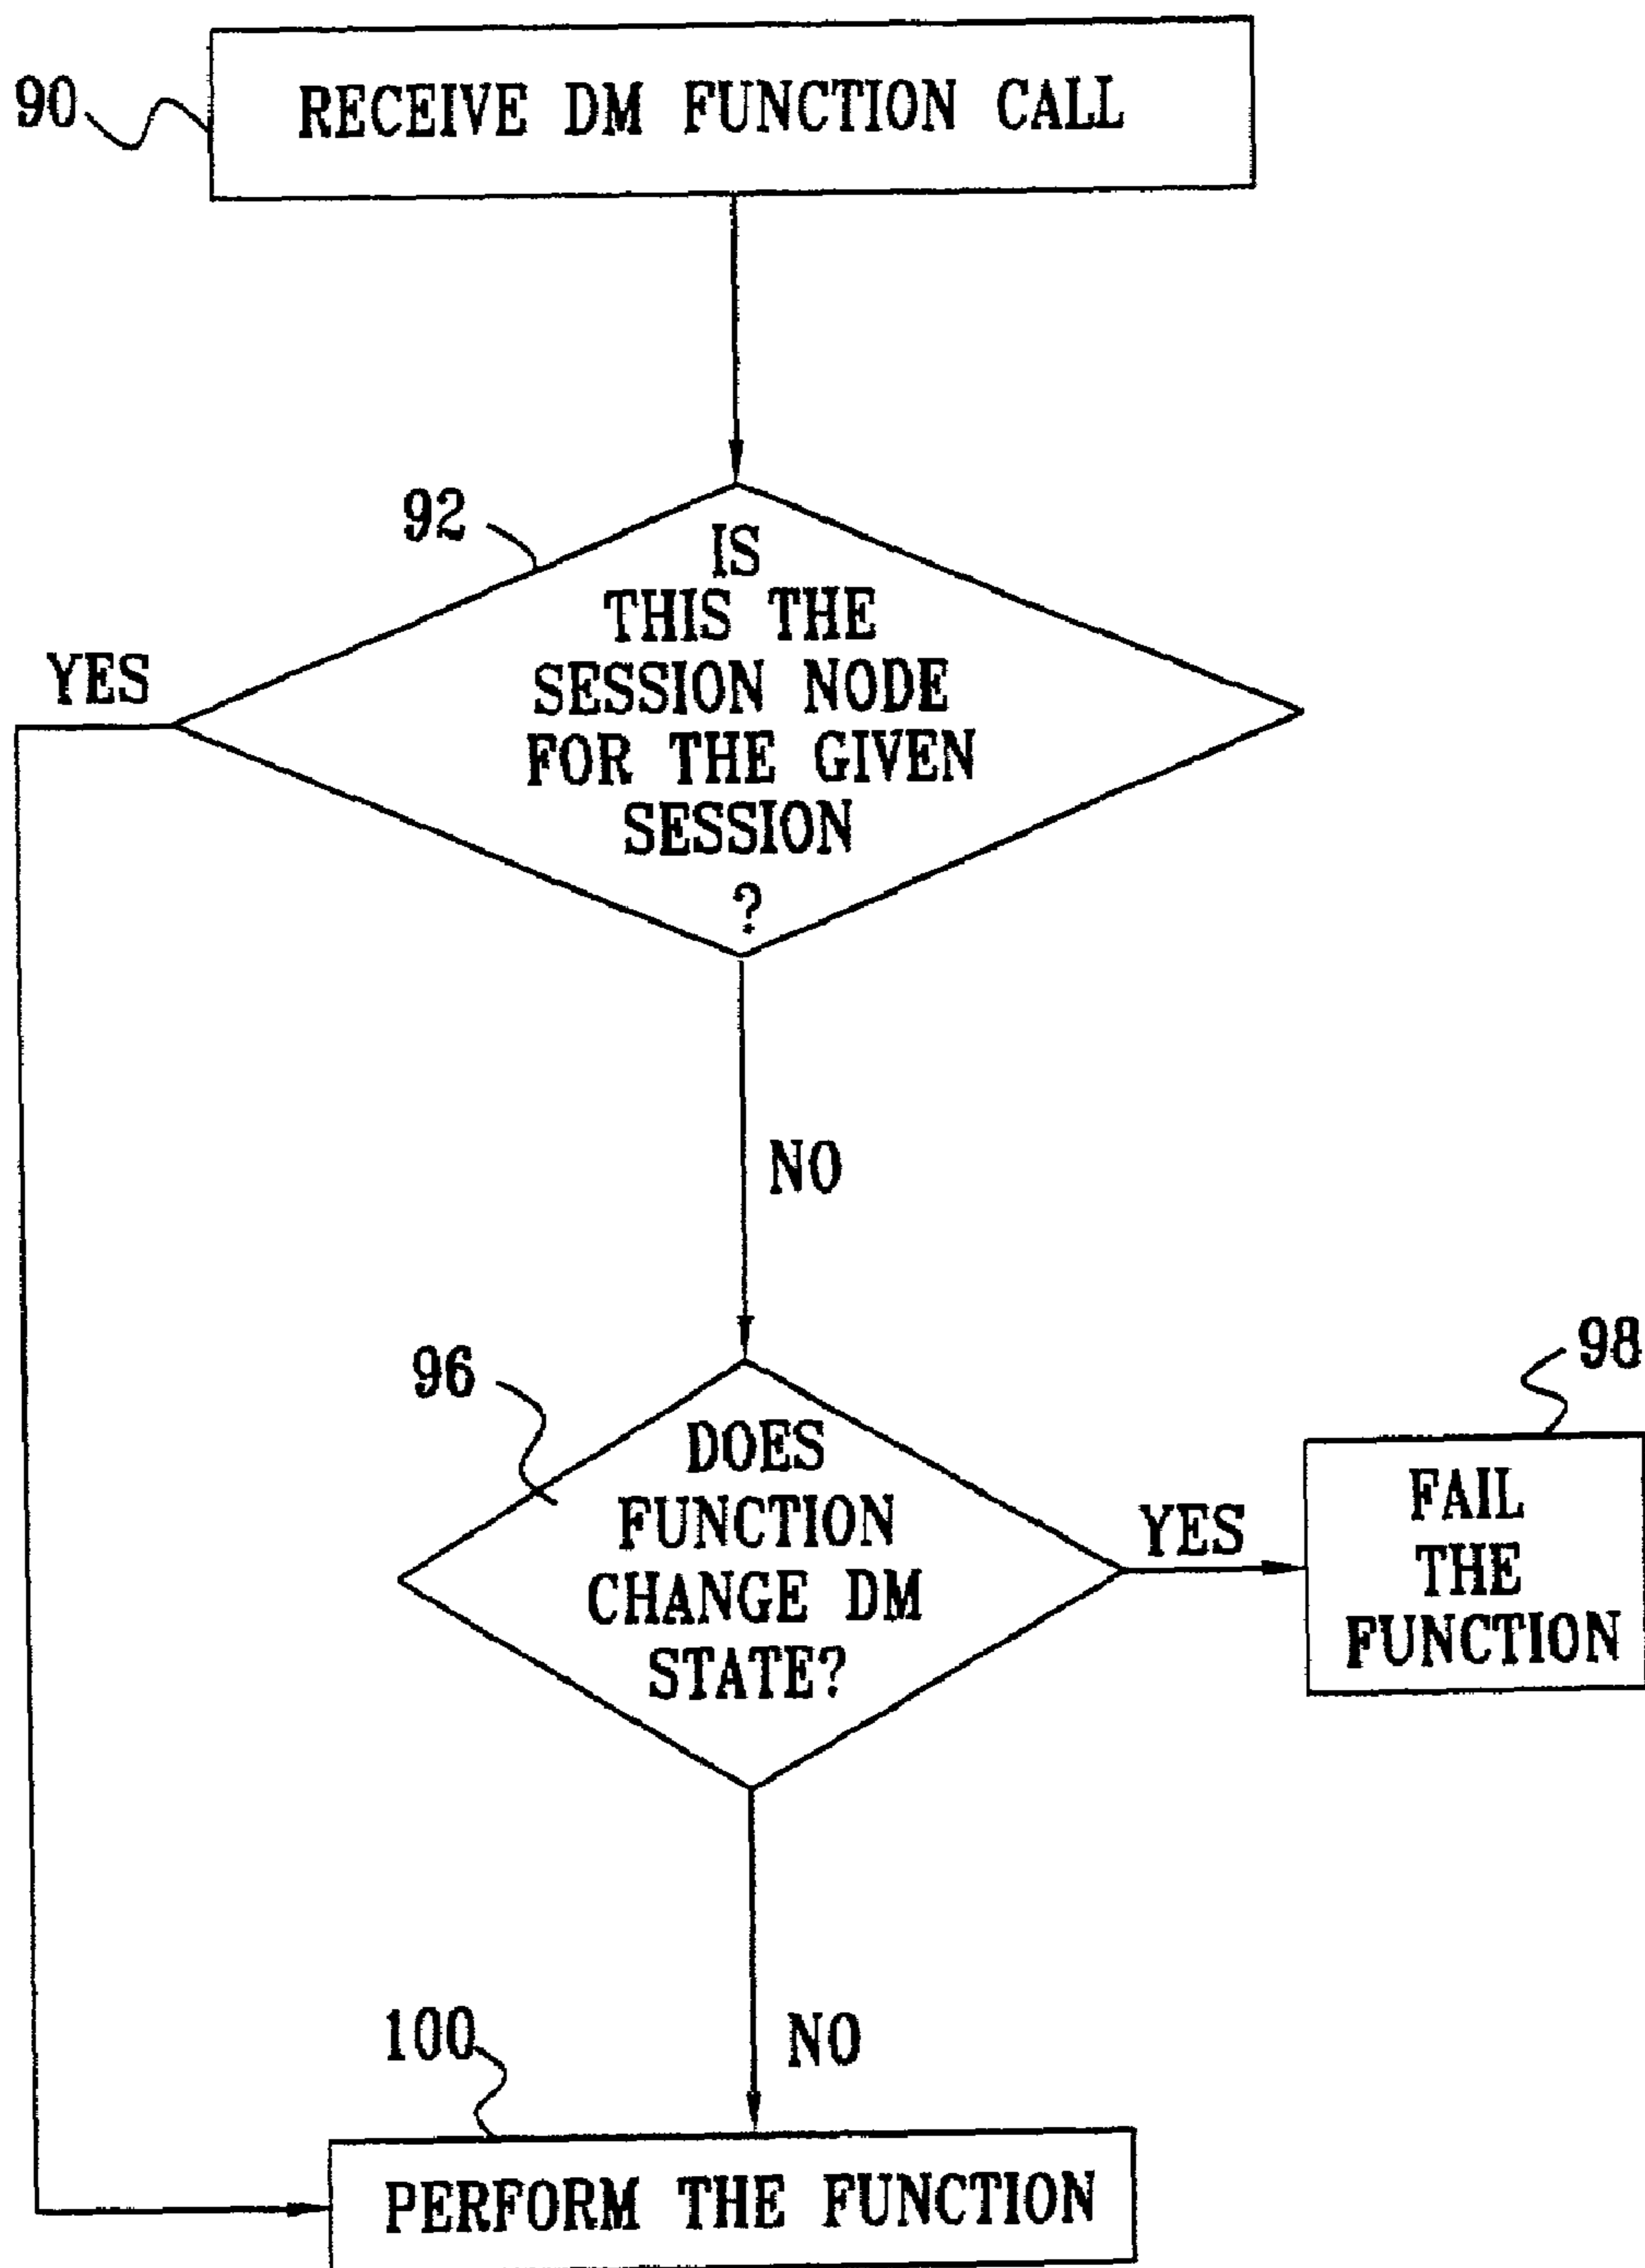 90
RECEIVE DM FUNCTION CALL
92
IS
THIS THE
SESSION NODE
FOR THE GIVEN
SESSION
?
YES
NO
96
DOES
FUNCTION
CHANGE DM
STATE?
YES
98
FAIL
THE
FUNCTION
NO
100
PERFORM THE FUNCTION